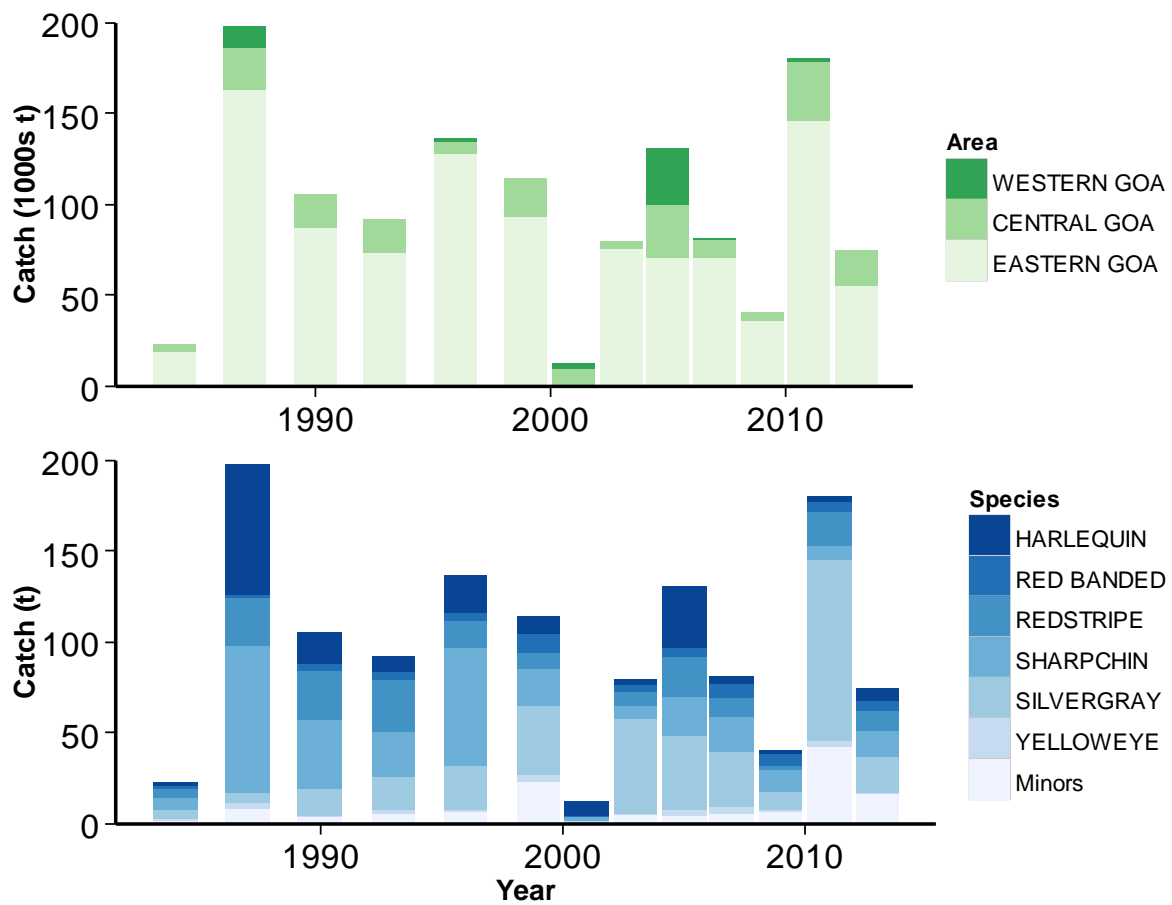 200
150
100
50
0
Catch (1000s t)
1990
2000
2010
Area
WESTERN GOA
CENTRAL GOA
EASTERN GOA
200
150
100
50
0
Catch (t)
1990
2000
2010
Year
Species
HARLEQUIN
RED BANDED
REDSTRIPE
SHARPCHIN
SILVERGRAY
YELLOWEYE
Minors